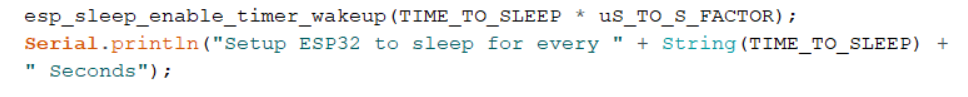 esp_sleep_enable_timer_wakeup(TIME_TO_SLEEP * uS_TO_S_FACTOR);
Serial.println("Setup ESP32 to sleep for every " + String(TIME_TO_SLEEP) +
" Seconds");